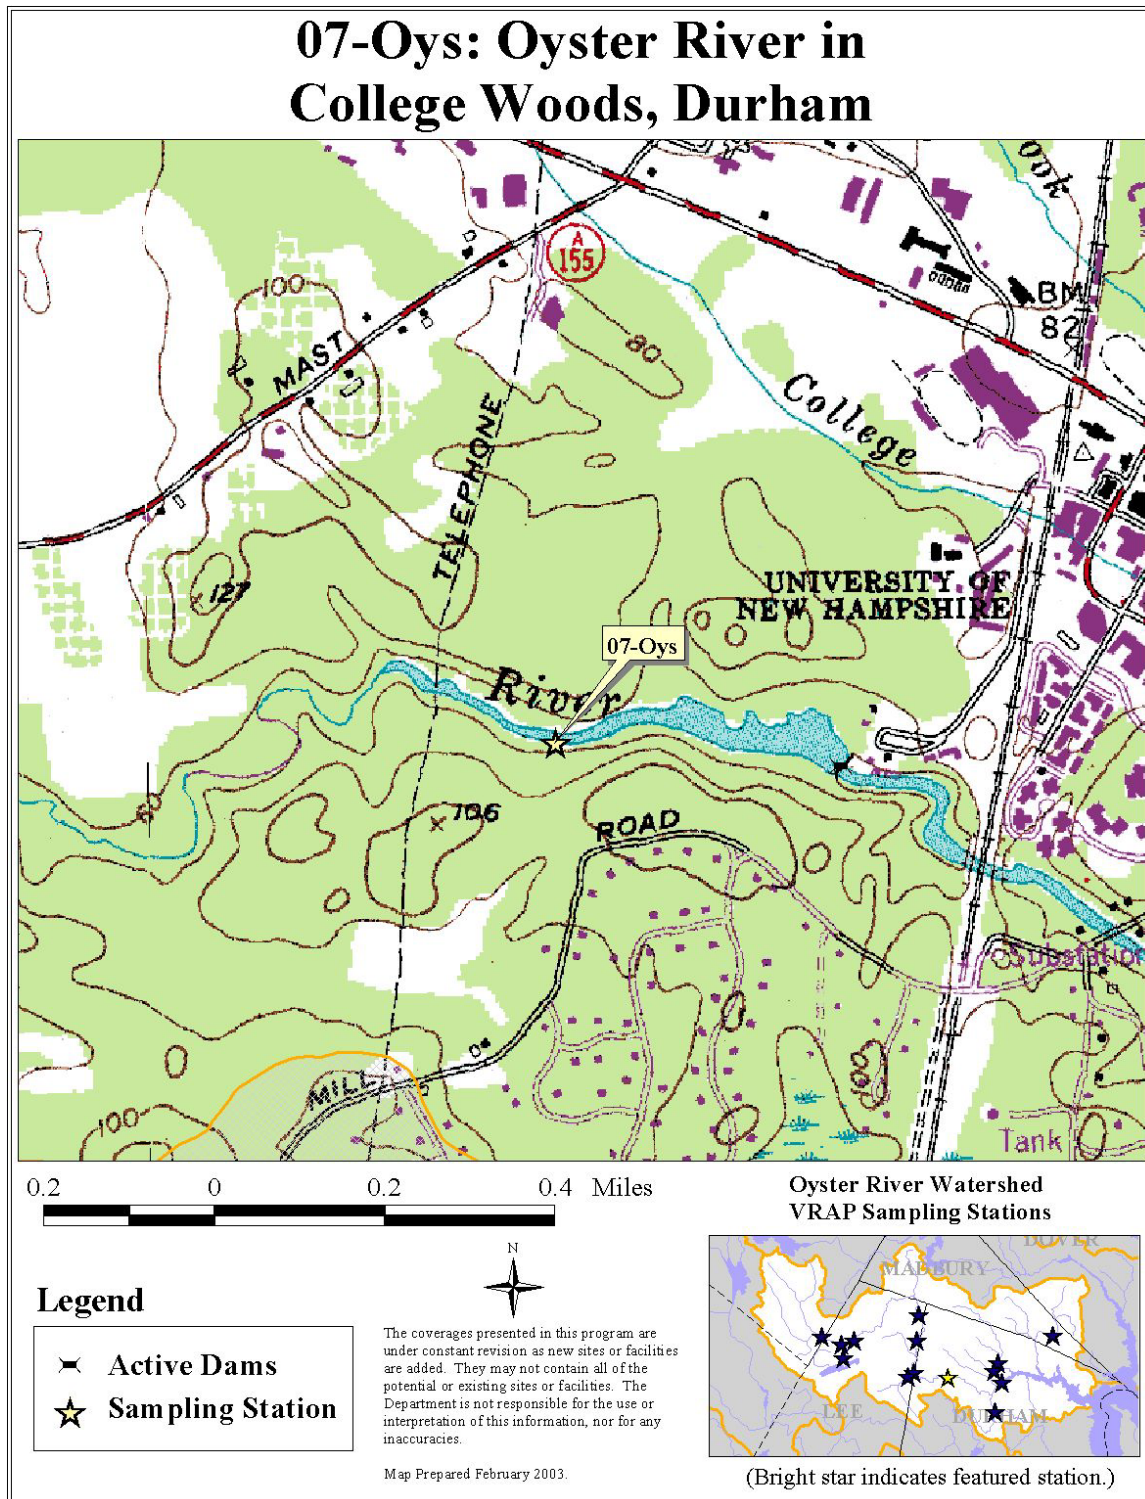 07-Oys: Oyster River in
College Woods, Durham
ook
A
155
100
MAST
80
BM
82
College
TELEPHONE
127
UNIVERSITY OF
NEW HAMPSHIRE
07-Oys
River
60
106
ROAD
Substation
100
MILL
100
Tank
0.2 0 0.2 0.4 Miles
Oyster River Watershed
VRAP Sampling Stations
N
DOVER
MADBURY
LEE
DURHAM
(Bright star indicates featured station.)
Legend
Active Dams
Sampling Station
The coverages presented in this program are
under constant revision as new sites or facilities
are added. They may not contain all of the
potential or existing sites or facilities. The
Department is not responsible for the use or
interpretation of this information, nor for any
inaccuracies.
Map Prepared February 2003.